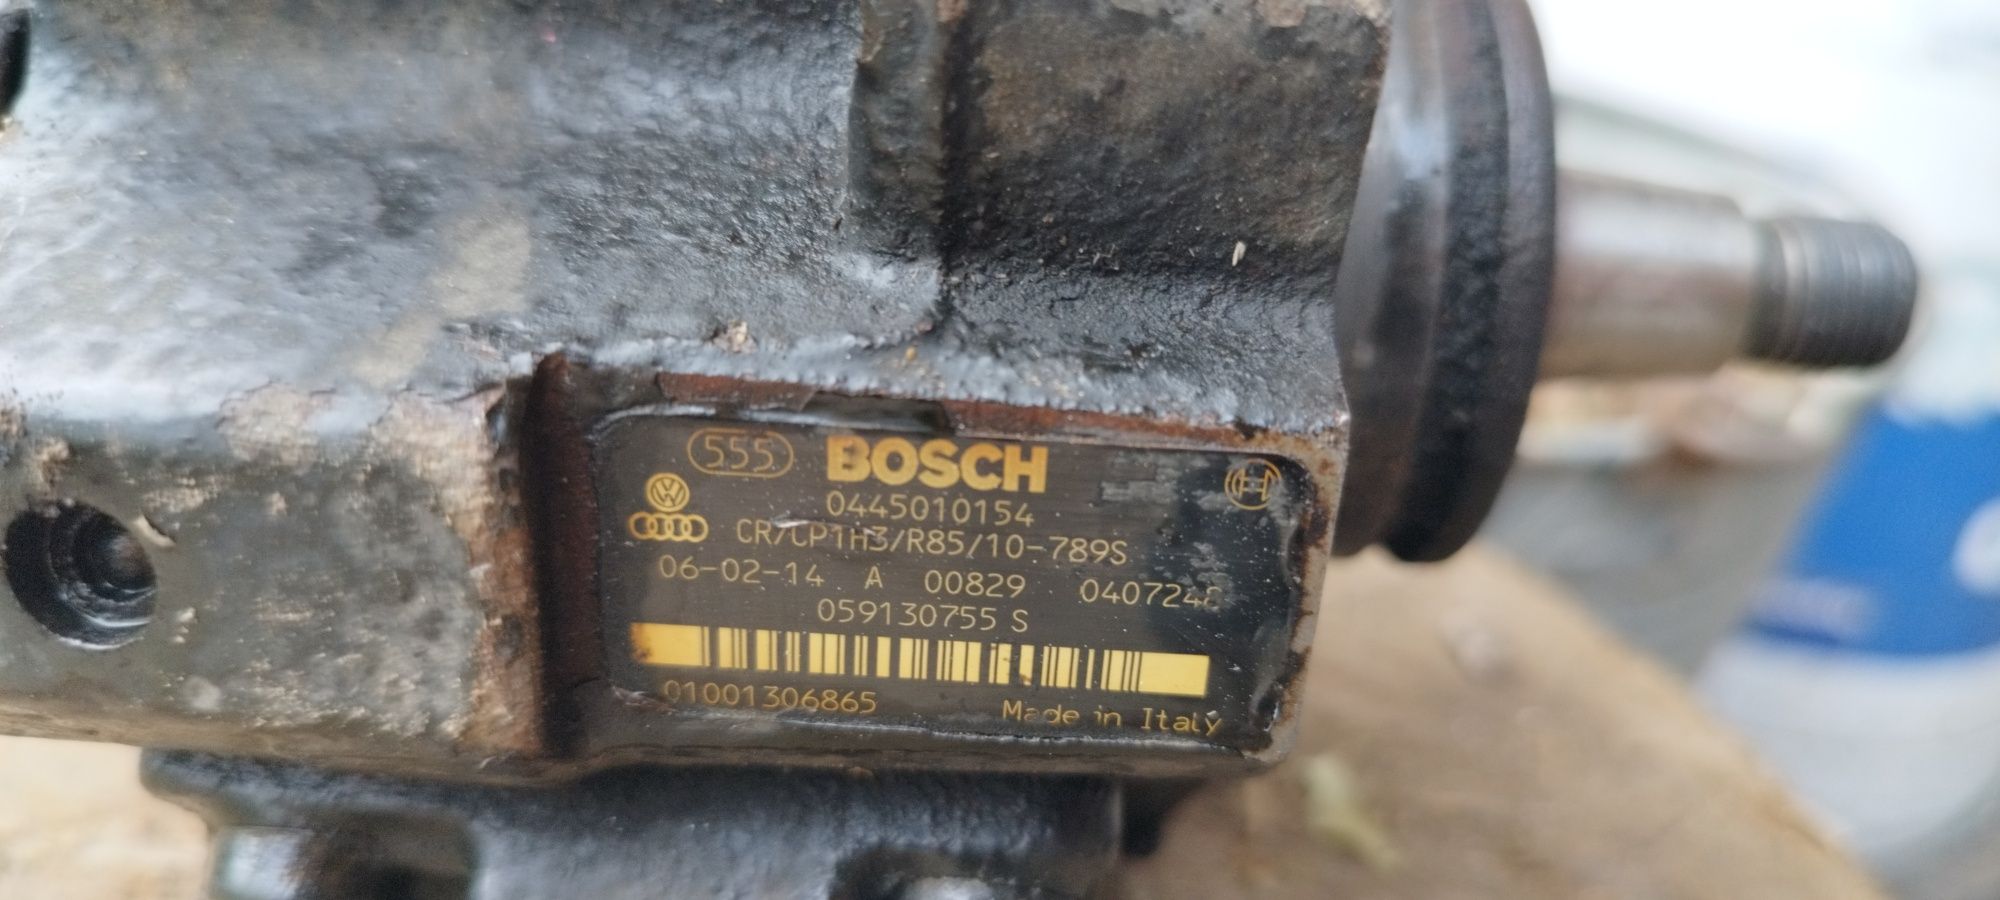 555 BOSCH
0445010154
CR/CP1H3/R85/10-789S
06-02-14 A 00829
059130755 S
01001306865 Made in Italy